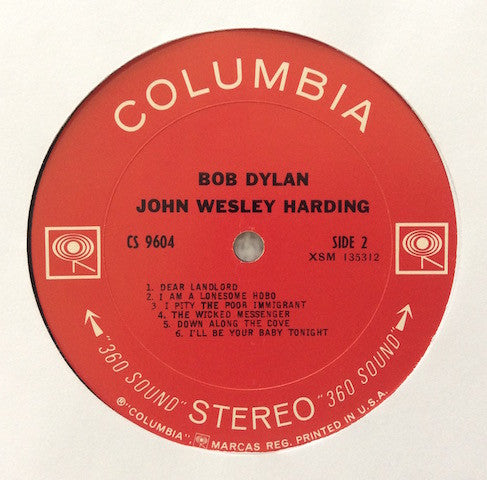 COLUMBIA
BOB DYLAN
JOHN WESLEY HARDING
CS 9604
SIDE 2
XSM 135312
1. DEAR LANDLORD
2. I AM A LONESOME HOBO
3. I PITY THE POOR IMMIGRANT
4. THE WICKED MESSENGER
5. DOWN ALONG THE COVE
6. I'LL BE YOUR BABY TONIGHT
"360 SOUND" STEREO "360 SOUND"
® "COLUMBIA", MARCAS REG. PRINTED IN U.S.A.